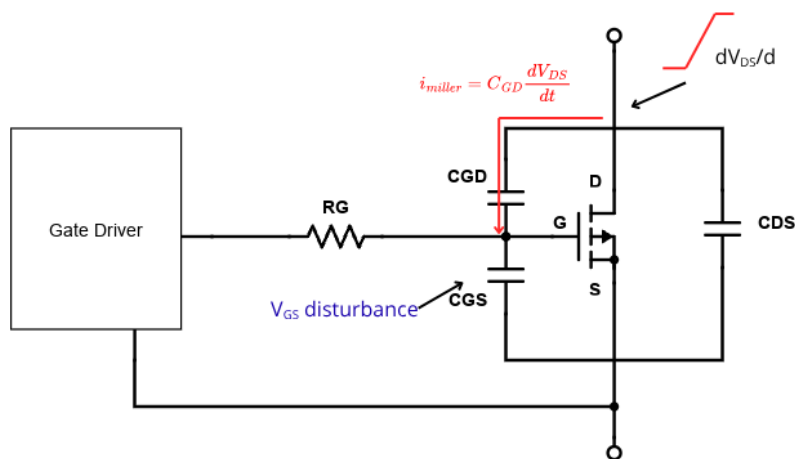 dV_DS/d
i_miller = C_GD dV_DS/dt
CGD
D
RG
G
CDS
Gate Driver
S
CGS
V_GS disturbance